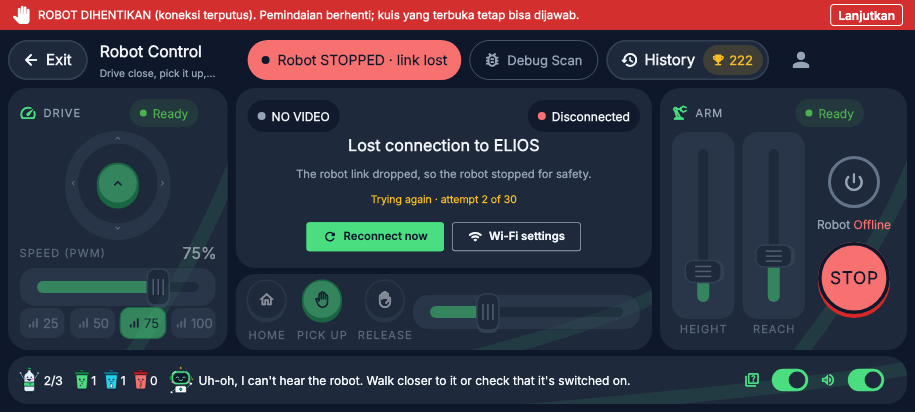 ROBOT DIHENTIKAN (koneksi terputus). Pemindaian berhenti; kuis yang terbuka tetap bisa dijawab.
Lanjutkan
Exit
Robot Control
Drive close, pick it up,...
Robot STOPPED · link lost
Debug Scan
History
222
DRIVE
Ready
SPEED (PWM)
75%
25
50
75
100
NO VIDEO
Disconnected
Lost connection to ELIOS
The robot link dropped, so the robot stopped for safety.
Trying again · attempt 2 of 30
Reconnect now
Wi-Fi settings
HOME
PICK UP
RELEASE
ARM
Ready
HEIGHT
REACH
Robot Offline
STOP
2/3
1
1
0
Uh-oh, I can't hear the robot. Walk closer to it or check that it's switched on.